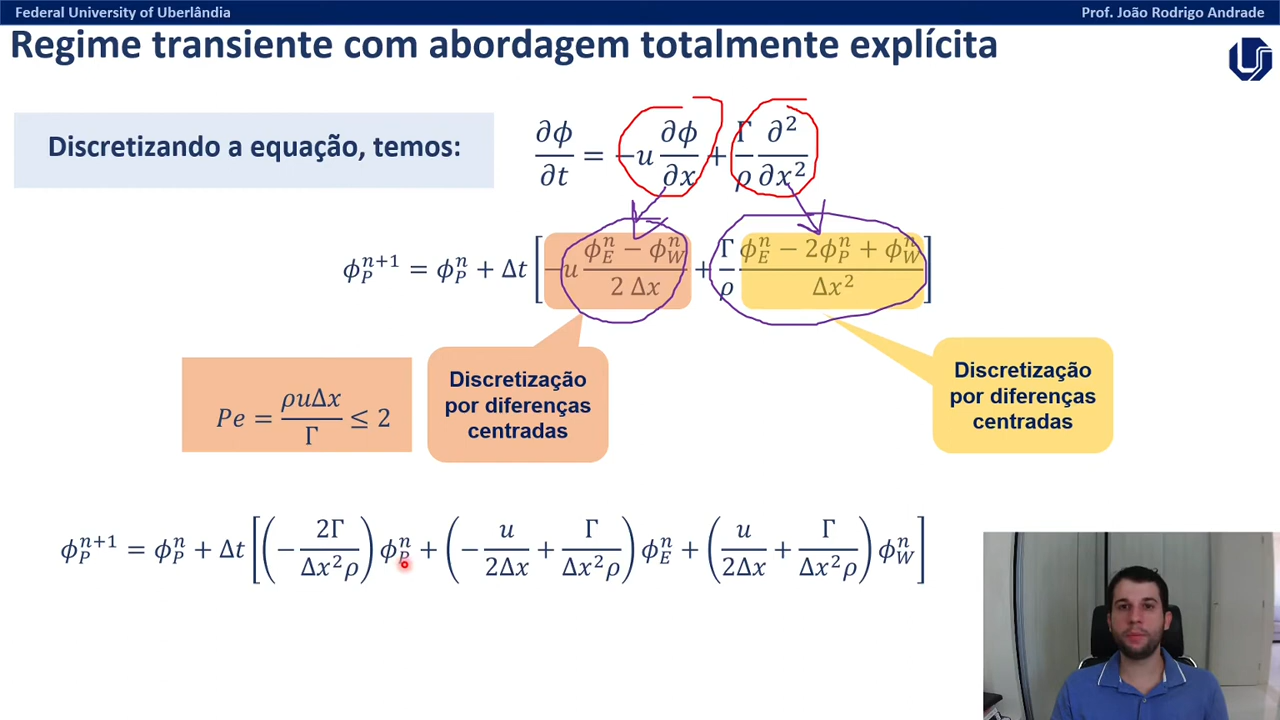 Federal University of Uberlândia
Prof. João Rodrigo Andrade
Regime transiente com abordagem totalmente explícita
Discretizando a equação, temos:
∂ϕ/∂t = −u ∂ϕ/∂x + Γ/ρ ∂²/∂x²
ϕ_P^{n+1} = ϕ_P^n + Δt [−u (ϕ_E^n − ϕ_W^n)/(2 Δx) + Γ/ρ (ϕ_E^n − 2ϕ_P^n + ϕ_W^n)/Δx²]
Discretização
por diferenças
centradas
Discretização
por diferenças
centradas
Pe = ρuΔx/Γ ≤ 2
ϕ_P^{n+1} = ϕ_P^n + Δt [(− 2Γ/(Δx²ρ)) ϕ_P^n + (− u/(2Δx) + Γ/(Δx²ρ)) ϕ_E^n + (u/(2Δx) + Γ/(Δx²ρ)) ϕ_W^n]